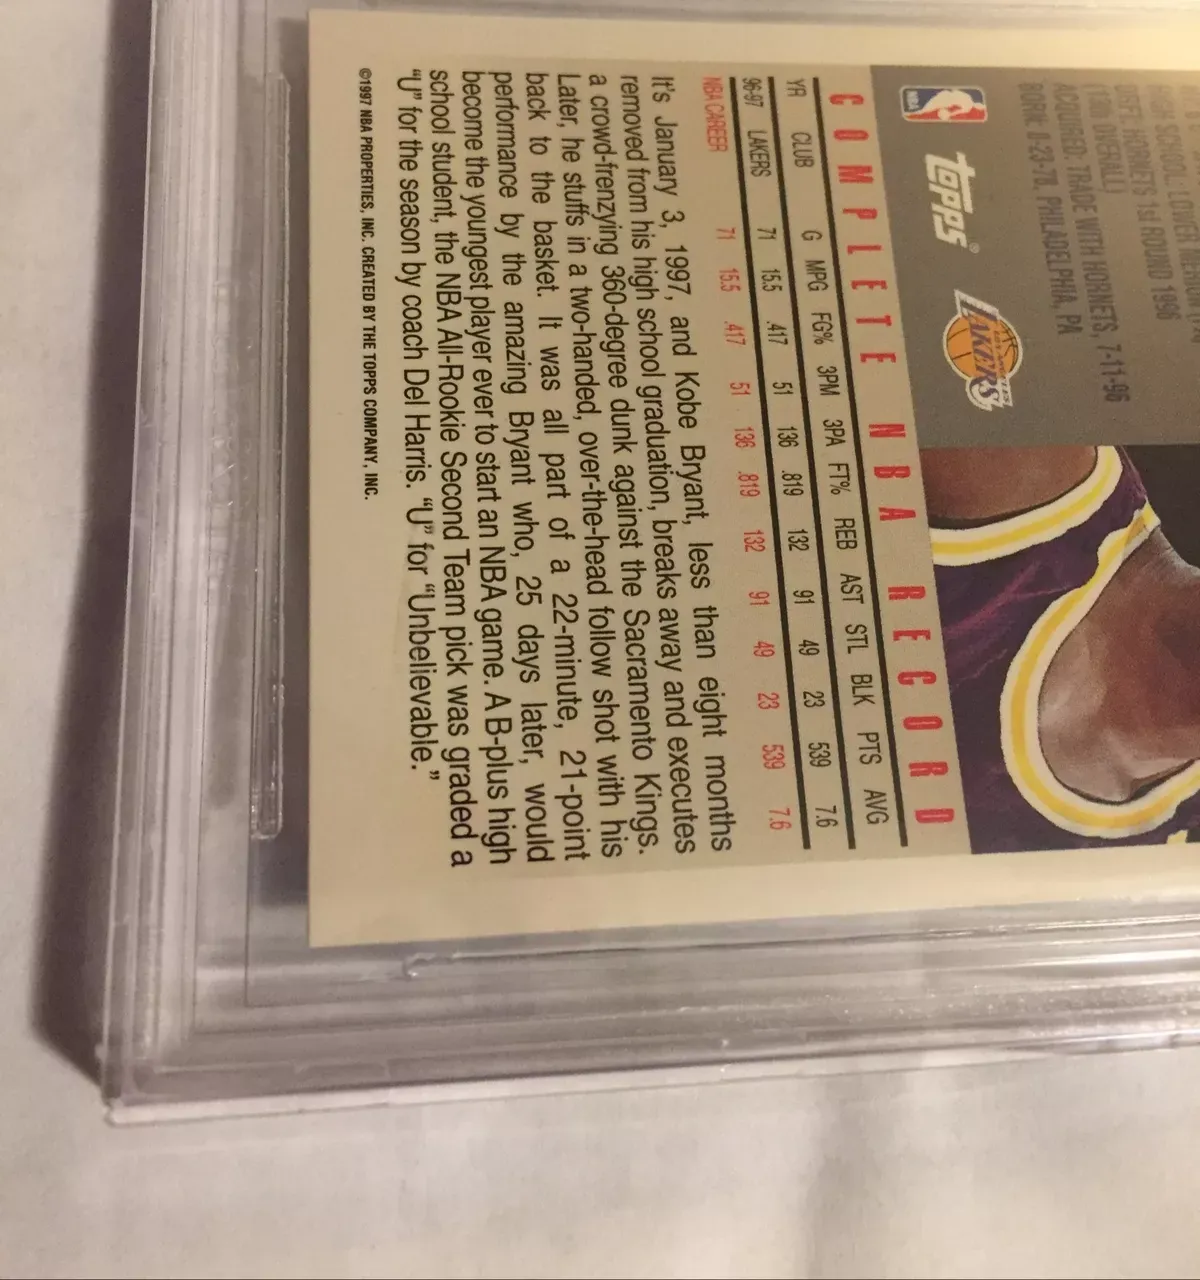 HIGH SCHOOL: LOWER MERION
LIST: HORNETS 1st ROUND 1996
(13th OVERALL)
ACQUIRED: TRADE WITH HORNETS, 7-11-96
BORN: 8-23-78, PHILADELPHIA, PA
NBA
TOPPS
LOS ANGELES
LAKERS
COMPLETE NBA RECORD
YR CLUB G MPG FG% 3PM 3PA FT% REB AST STL BLK PTS AVG
96-97 LAKERS 71 15.5 .417 51 136 .819 132 91 49 23 539 7.6
NBA CAREER 71 15.5 .417 51 136 .819 132 91 49 23 539 7.6
It's January 3, 1997, and Kobe Bryant, less than eight months
removed from his high school graduation, breaks away and executes
a crowd-frenzying 360-degree dunk against the Sacramento Kings.
Later, he stuffs in a two-handed, over-the-head follow shot with his
back to the basket. It was all part of a 22-minute, 21-point
performance by the amazing Bryant who, 25 days later, would
become the youngest player ever to start an NBA game. A B-plus high
school student, the NBA All-Rookie Second Team pick was graded a
"U" for the season by coach Del Harris. "U" for "Unbelievable."
©1997 NBA PROPERTIES, INC. CREATED BY THE TOPPS COMPANY, INC.